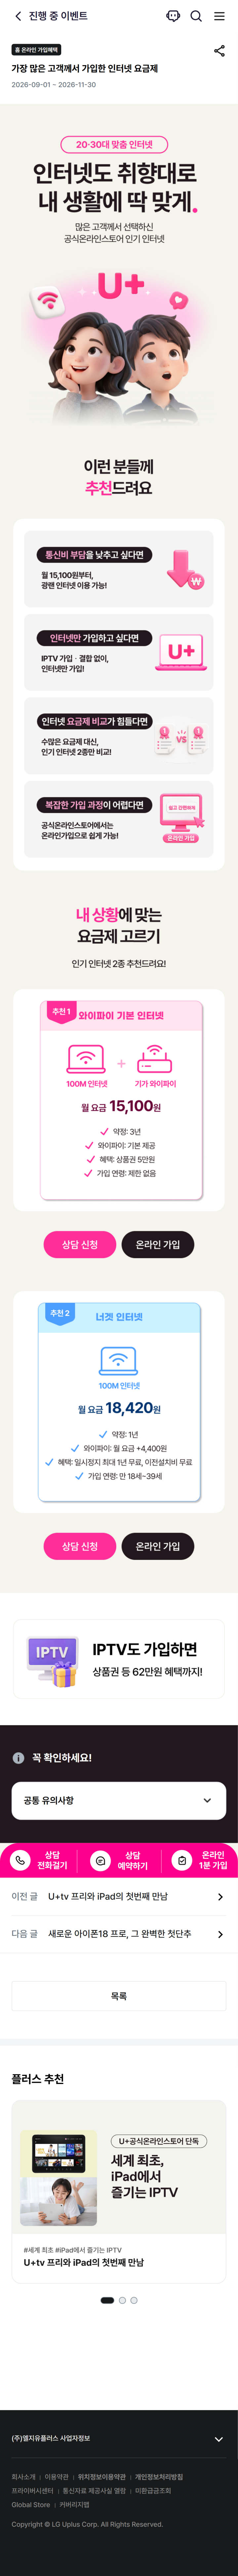 진행 중 이벤트
홈 온라인 가입혜택
가장 많은 고객께서 가입한 인터넷 요금제
2026-09-01 ~ 2026-11-30
20·30대 맞춤 인터넷
인터넷도 취향대로
내 생활에 딱 맞게.
많은 고객께서 선택하신
공식온라인스토어 인기 인터넷
U+
이런 분들께
추천드려요
통신비 부담을 낮추고 싶다면
월 15,100원부터,
광랜 인터넷 이용 가능!
₩
인터넷만 가입하고 싶다면
IPTV 가입 · 결합 없이,
인터넷만 가입!
U+
인터넷 요금제 비교가 힘들다면
수많은 요금제 대신,
인기 인터넷 2종만 비교!
VS
복잡한 가입 과정이 어렵다면
공식온라인스토어에서는
온라인가입으로 쉽게 가능!
쉽고 간편하게
온라인 가입
내 상황에 맞는
요금제 고르기
인기 인터넷 2종 추천드려요!
추천 1
와이파이 기본 인터넷
100M 인터넷
+
기가 와이파이
월 요금 15,100원
약정: 3년
와이파이: 기본 제공
혜택: 상품권 5만원
가입 연령: 제한 없음
상담 신청
온라인 가입
추천 2
너겟 인터넷
100M 인터넷
월 요금 18,420원
약정: 1년
와이파이: 월 요금 +4,400원
혜택: 일시정지 최대 1년 무료, 이전설치비 무료
가입 연령: 만 18세~39세
상담 신청
온라인 가입
IPTV
IPTV도 가입하면
상품권 등 62만원 혜택까지!
꼭 확인하세요!
공통 유의사항
상담
전화걸기
상담
예약하기
온라인
1분 가입
이전 글
U+tv 프리와 iPad의 첫번째 만남
다음 글
새로운 아이폰18 프로, 그 완벽한 첫단추
목록
플러스 추천
U+공식온라인스토어 단독
세계 최초,
iPad에서
즐기는 IPTV
#세계 최초 #iPad에서 즐기는 IPTV
U+tv 프리와 iPad의 첫번째 만남
(주)엘지유플러스 사업자정보
회사소개 | 이용약관 | 위치정보이용약관 | 개인정보처리방침
프라이버시센터 | 통신자료 제공사실 열람 | 미환급금조회
Global Store | 커버리지맵
Copyright © LG Uplus Corp. All Rights Reserved.